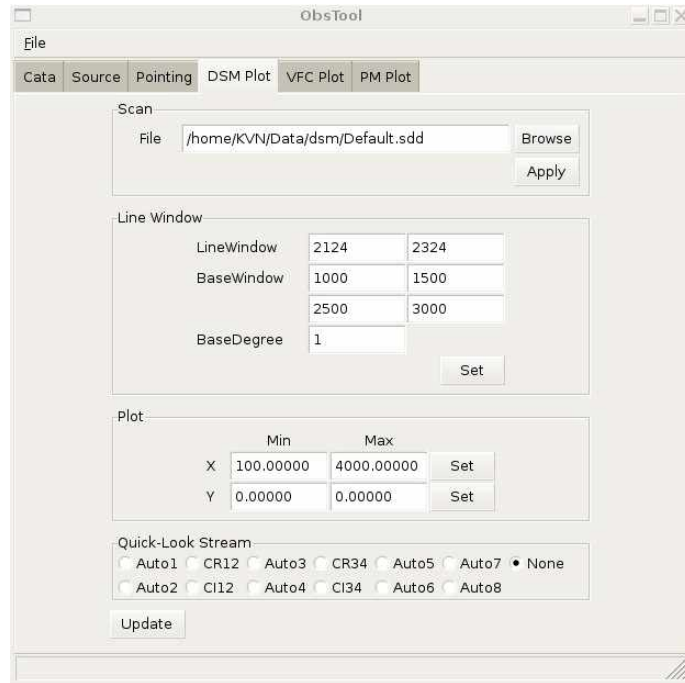 ObsTool
File
Cata Source Pointing DSM Plot VFC Plot PM Plot
Scan
File /home/KVN/Data/dsm/Default.sdd Browse
Apply
Line Window
LineWindow 2124 2324
BaseWindow 1000 1500
2500 3000
BaseDegree 1
Set
Plot
Min Max
X 100.00000 4000.00000 Set
Y 0.00000 0.00000 Set
Quick-Look Stream
Auto1 CR12 Auto3 CR34 Auto5 Auto7 None
Auto2 CI12 Auto4 CI34 Auto6 Auto8
Update